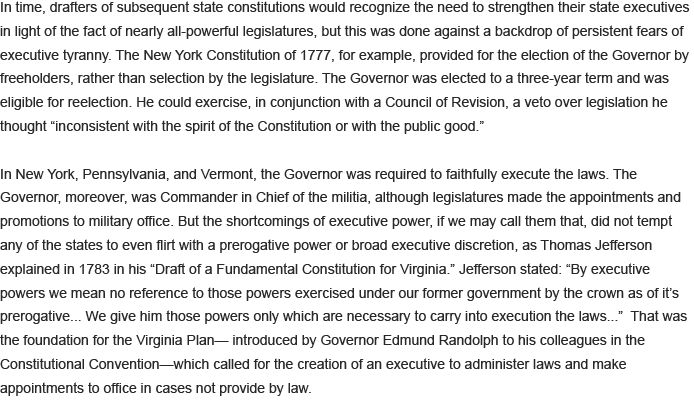 In time, drafters of subsequent state constitutions would recognize the need to strengthen their state executives
in light of the fact of nearly all-powerful legislatures, but this was done against a backdrop of persistent fears of
executive tyranny. The New York Constitution of 1777, for example, provided for the election of the Governor by
freeholders, rather than selection by the legislature. The Governor was elected to a three-year term and was
eligible for reelection. He could exercise, in conjunction with a Council of Revision, a veto over legislation he
thought “inconsistent with the spirit of the Constitution or with the public good.”
In New York, Pennsylvania, and Vermont, the Governor was required to faithfully execute the laws. The
Governor, moreover, was Commander in Chief of the militia, although legislatures made the appointments and
promotions to military office. But the shortcomings of executive power, if we may call them that, did not tempt
any of the states to even flirt with a prerogative power or broad executive discretion, as Thomas Jefferson
explained in 1783 in his “Draft of a Fundamental Constitution for Virginia.” Jefferson stated: “By executive
powers we mean no reference to those powers exercised under our former government by the crown as of it’s
prerogative... We give him those powers only which are necessary to carry into execution the laws...”  That was
the foundation for the Virginia Plan— introduced by Governor Edmund Randolph to his colleagues in the
Constitutional Convention—which called for the creation of an executive to administer laws and make
appointments to office in cases not provide by law.